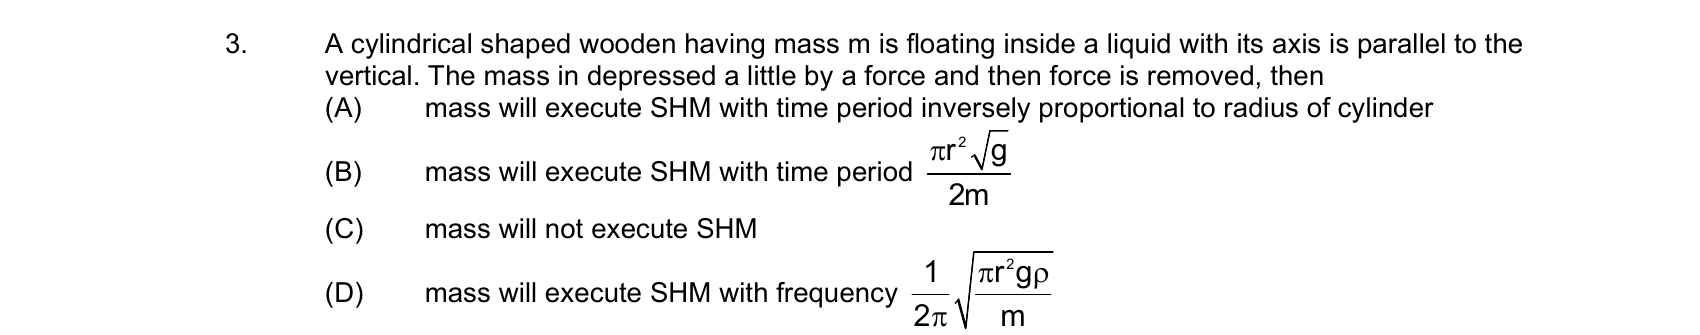 3. A cylindrical shaped wooden having mass m is floating inside a liquid with its axis is parallel to the
vertical. The mass in depressed a little by a force and then force is removed, then
(A) mass will execute SHM with time period inversely proportional to radius of cylinder
(B) mass will execute SHM with time period \frac{\pi r^2 \sqrt{g}}{2m}
(C) mass will not execute SHM
(D) mass will execute SHM with frequency \frac{1}{2\pi} \sqrt{\frac{\pi r^2 g \rho}{m}}